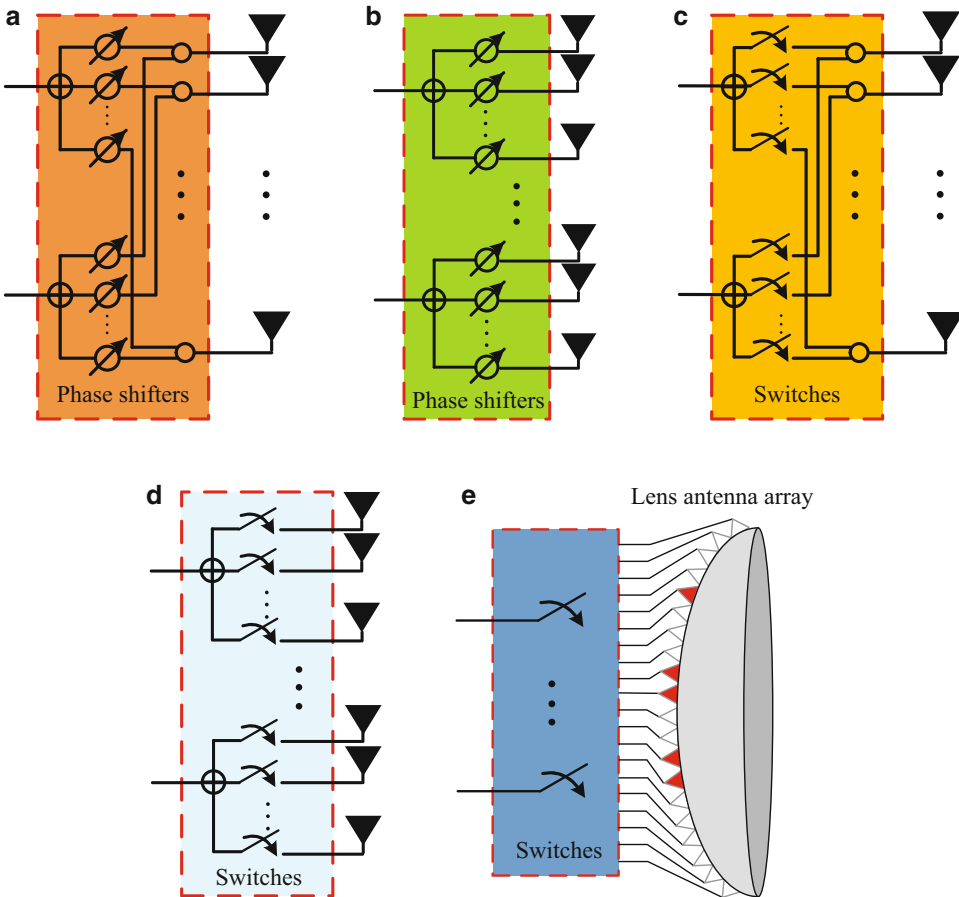 a
b
c
Phase shifters
Phase shifters
Switches
d
e
Lens antenna array
Switches
Switches